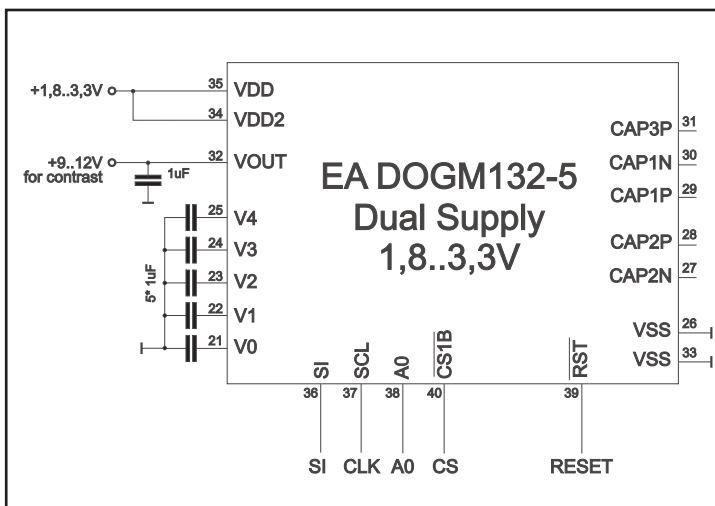 +1,8..3,3V
35 VDD
34 VDD2
+9..12V
for contrast
1uF
32 VOUT
5* 1uF
25 V4
24 V3
23 V2
22 V1
21 V0
EA DOGM132-5
Dual Supply
1,8..3,3V
CAP3P 31
CAP1N 30
CAP1P 29
CAP2P 28
CAP2N 27
VSS 26
VSS 33
SI SCL A0 CS1B RST
36 37 38 40 39
SI CLK A0 CS RESET